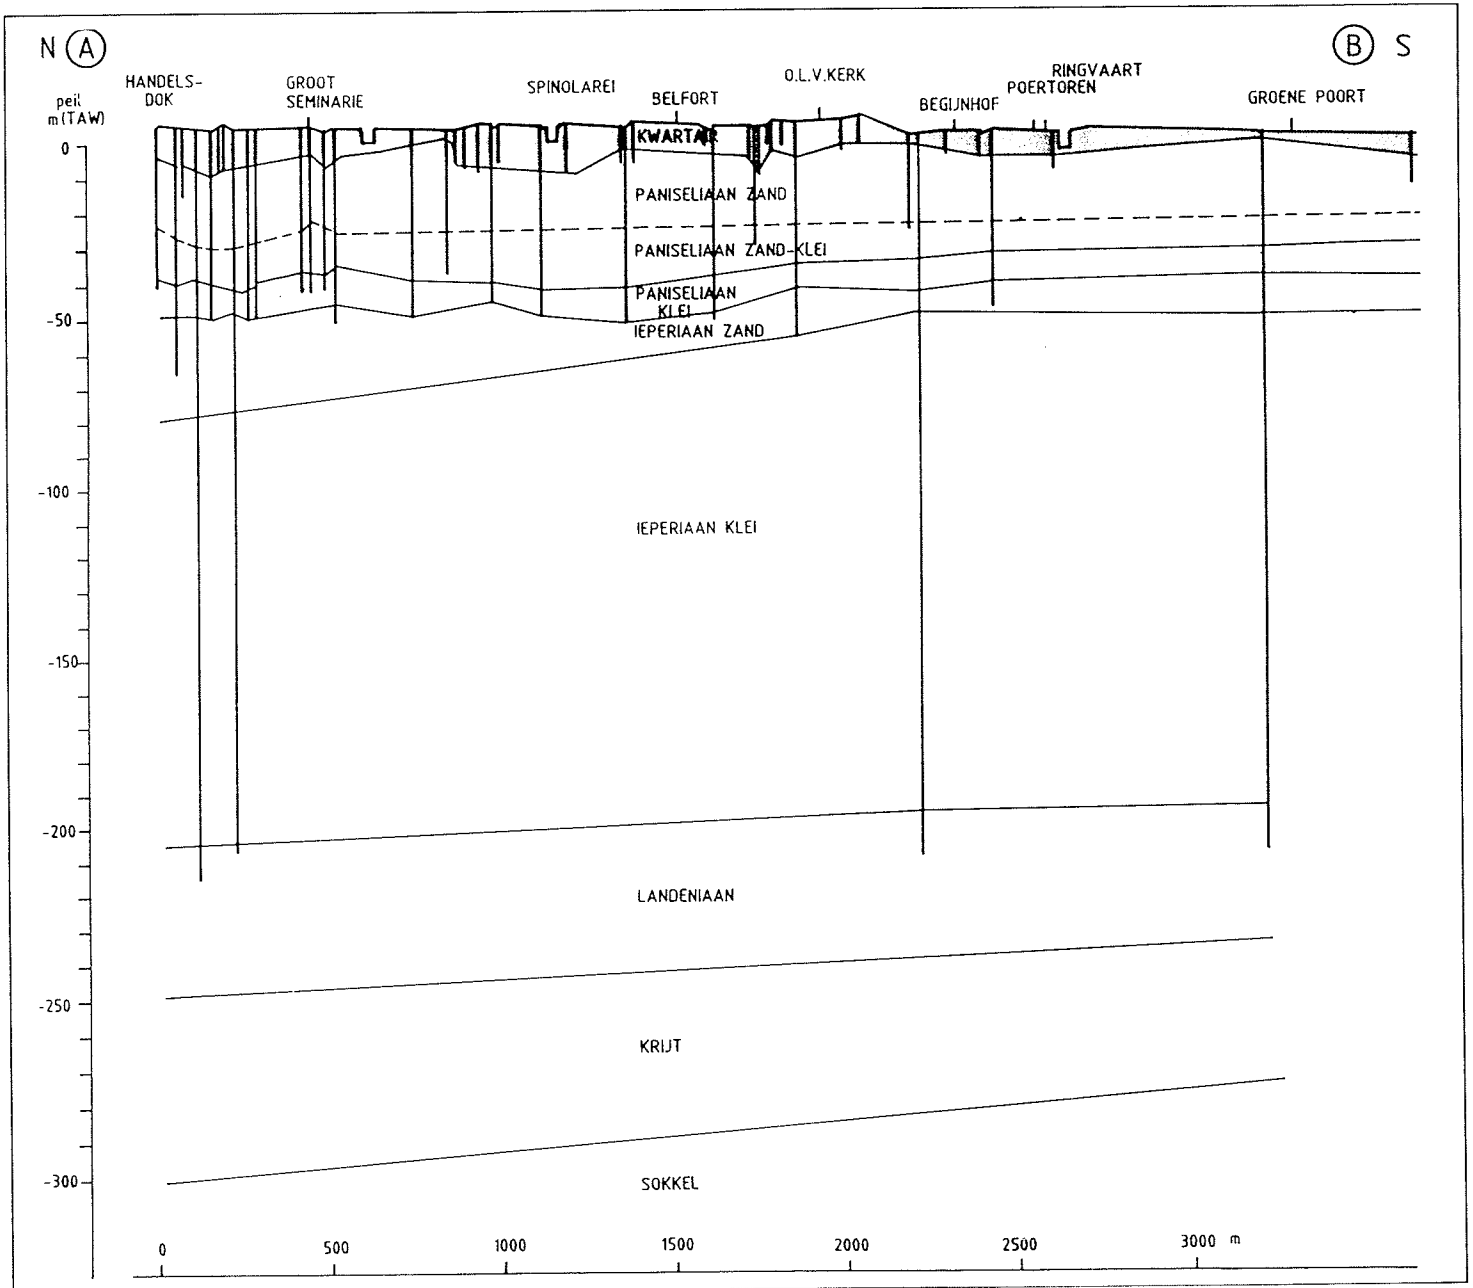 N A
B S
HANDELS-
DOK
GROOT
SEMINARIE
SPINOLAREI
BELFORT
O.L.V.KERK
BEGIJNHOF
POERTOREN
RINGVAART
GROENE POORT
peil
m(TAW)
0
-50
-100
-150
-200
-250
-300
KWARTAIR
PANISELIAAN ZAND
PANISELIAAN ZAND-KLEI
PANISELIAAN
KLEI
IEPERIAAN ZAND
IEPERIAAN KLEI
LANDENIAAN
KRIJT
SOKKEL
0 500 1000 1500 2000 2500 3000 m